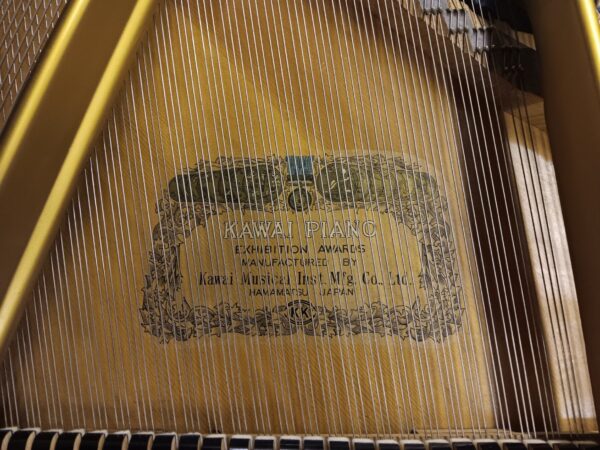 KAWAI PIANO
EXHIBITION AWARDS
MANUFACTURED BY
Kawai Musical Inst. Mfg. Co., Ltd.
HAMAMATSU JAPAN
KK